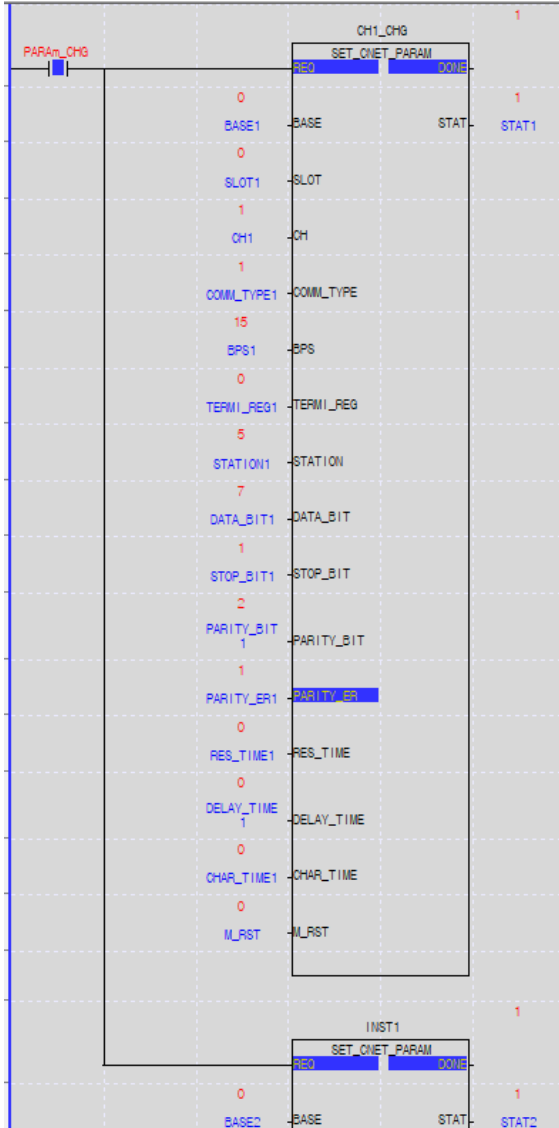 1
CH1_CHG
PARAm_CHG
SET_CNET_PARAM
REQ DONE
0 1
BASE1 BASE STAT STAT1
0
SLOT1 SLOT
1
CH1 CH
1
COMM_TYPE1 COMM_TYPE
15
BPS1 BPS
0
TERMI_REG1 TERMI_REG
5
STATION1 STATION
7
DATA_BIT1 DATA_BIT
1
STOP_BIT1 STOP_BIT
2
PARITY_BIT
1 PARITY_BIT
1
PARITY_ER1 PARITY_ER
0
RES_TIME1 RES_TIME
0
DELAY_TIME
1 DELAY_TIME
0
CHAR_TIME1 CHAR_TIME
0
M_RST M_RST
1
INST1
SET_CNET_PARAM
REQ DONE
0 1
BASE2 BASE STAT STAT2